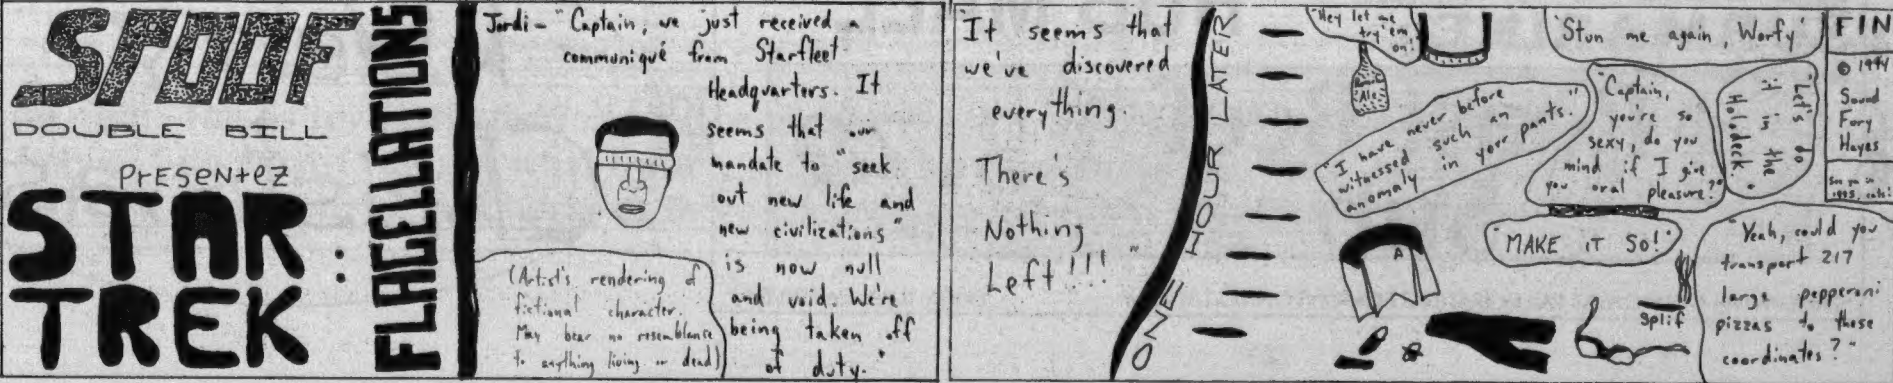 SPOOF
DOUBLE BILL
PrESeNtEZ
STAR
TREK :
FLAGELLATIONS
Jordi - "Captain, we just received a
communiqué from Starfleet
Headquarters. It
seems that our
mandate to "seek
out new life and
new civilizations"
is now null
and void. We're
being taken off
of duty."
(Artist's rendering of
fictional character.
May bear no resemblance
to anything living or dead)
"It seems that
we've discovered
everything.
There's
Nothing
Left!!!"
ONE HOUR LATER
"Hey let me
try 'em
on!"
Ale
"Stun me again, Worfy"
"I have never before
witnessed such an
anomaly in your pants."
"Captain,
you're so
sexy, do you
mind if I give
you oral pleasure?"
"Let's do
it in the
Holodeck."
"MAKE iT SO!"
A
Splif
"Yeah, could you
transport 217
large pepperoni
pizzas to these
coordinates?"
FIN
© 1994
Sound
Fury
Hayes
See you in
1995,